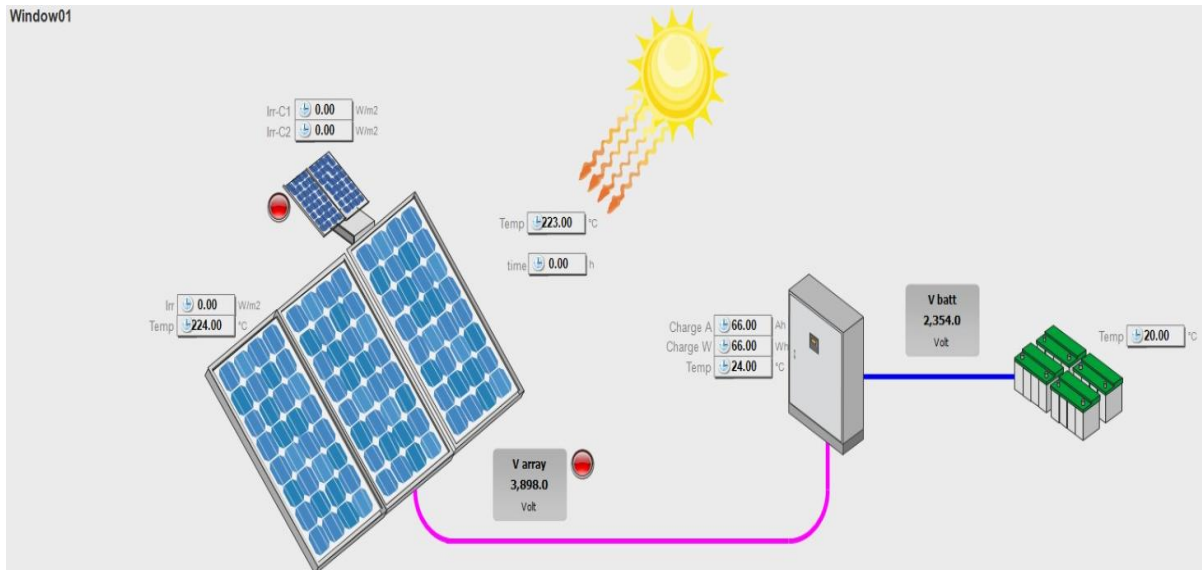 Window01
Irr-C1 0.00 W/m2
Irr-C2 0.00 W/m2
Temp 223.00 °C
time 0.00 h
Irr 0.00 W/m2
Temp 224.00 °C
Charge A 66.00 Ah
Charge W 66.00 Wh
Temp 24.00 °C
V batt
2,354.0
Volt
Temp 20.00 °C
V array
3,898.0
Volt